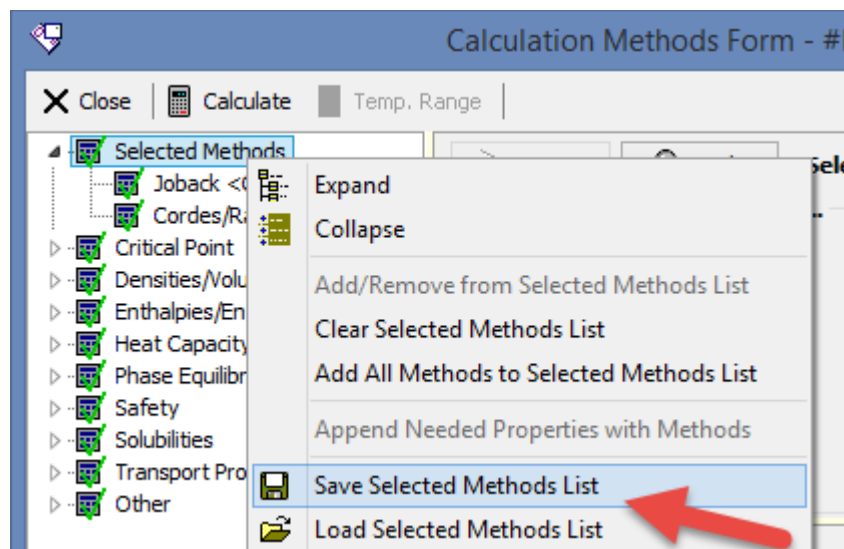 Calculation Methods Form - #
Close
Calculate
Temp. Range
Selected Methods
Joback <
Cordes/Ra
Critical Point
Densities/Volu
Enthalpies/En
Heat Capacity
Phase Equilibr
Safety
Solubilities
Transport Pro
Other
Expand
Collapse
Add/Remove from Selected Methods List
Clear Selected Methods List
Add All Methods to Selected Methods List
Append Needed Properties with Methods
Save Selected Methods List
Load Selected Methods List
Sele